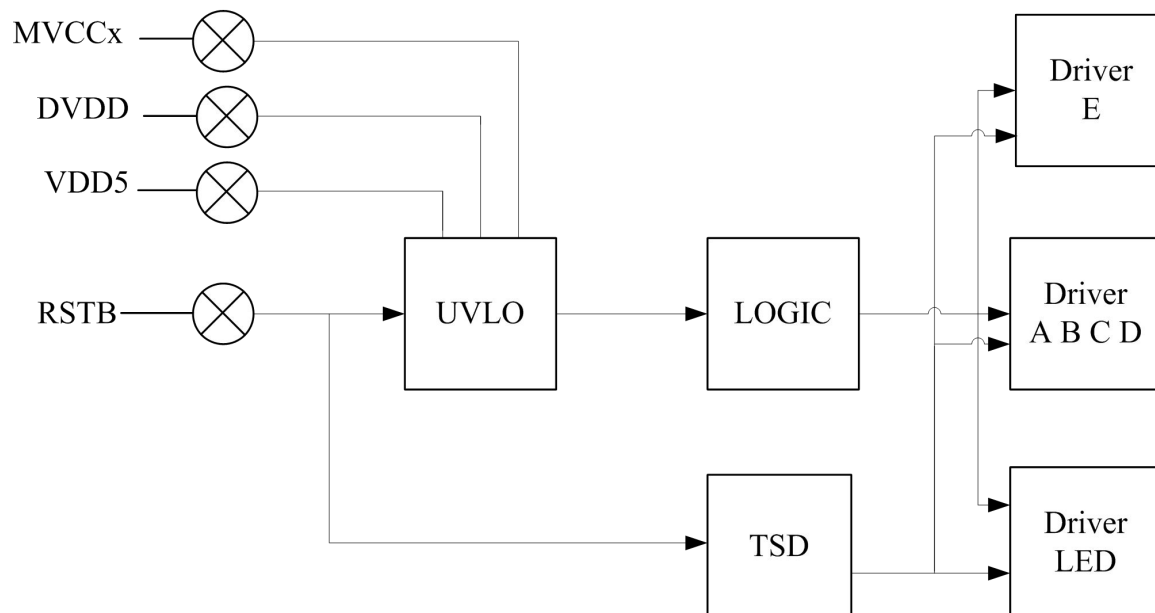 MVCCx
DVDD
VDD5
RSTB
UVLO
LOGIC
TSD
Driver
E
Driver
A B C D
Driver
LED